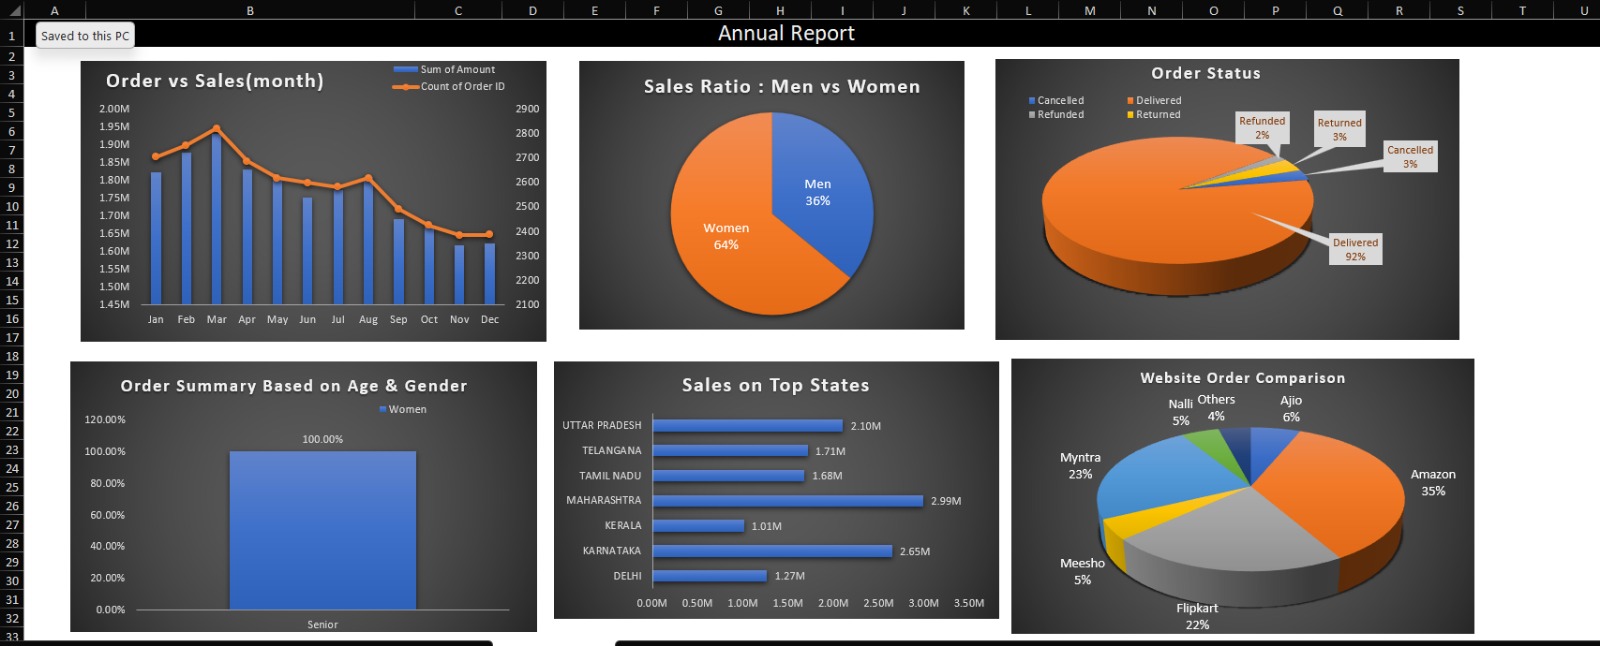 A B C D E F G H I J K L M N O P Q R S T U
1
2
3
4
5
6
7
8
9
10
11
12
13
14
15
16
17
18
19
20
21
22
23
24
25
26
27
28
29
30
31
32
33
Saved to this PC
Annual Report
Order vs Sales(month)
Sum of Amount
Count of Order ID
2.00M
1.95M
1.90M
1.85M
1.80M
1.75M
1.70M
1.65M
1.60M
1.55M
1.50M
1.45M
2900
2800
2700
2600
2500
2400
2300
2200
2100
Jan Feb Mar Apr May Jun Jul Aug Sep Oct Nov Dec
Sales Ratio : Men vs Women
Men
36%
Women
64%
Order Status
Cancelled Delivered
Refunded Returned
Refunded
2%
Returned
3%
Cancelled
3%
Delivered
92%
Order Summary Based on Age & Gender
Women
120.00%
100.00%
80.00%
60.00%
40.00%
20.00%
0.00%
100.00%
Senior
Sales on Top States
UTTAR PRADESH 2.10M
TELANGANA 1.71M
TAMIL NADU 1.68M
MAHARASHTRA 2.99M
KERALA 1.01M
KARNATAKA 2.65M
DELHI 1.27M
0.00M 0.50M 1.00M 1.50M 2.00M 2.50M 3.00M 3.50M
Website Order Comparison
Nalli
5%
Others
4%
Ajio
6%
Myntra
23%
Amazon
35%
Meesho
5%
Flipkart
22%